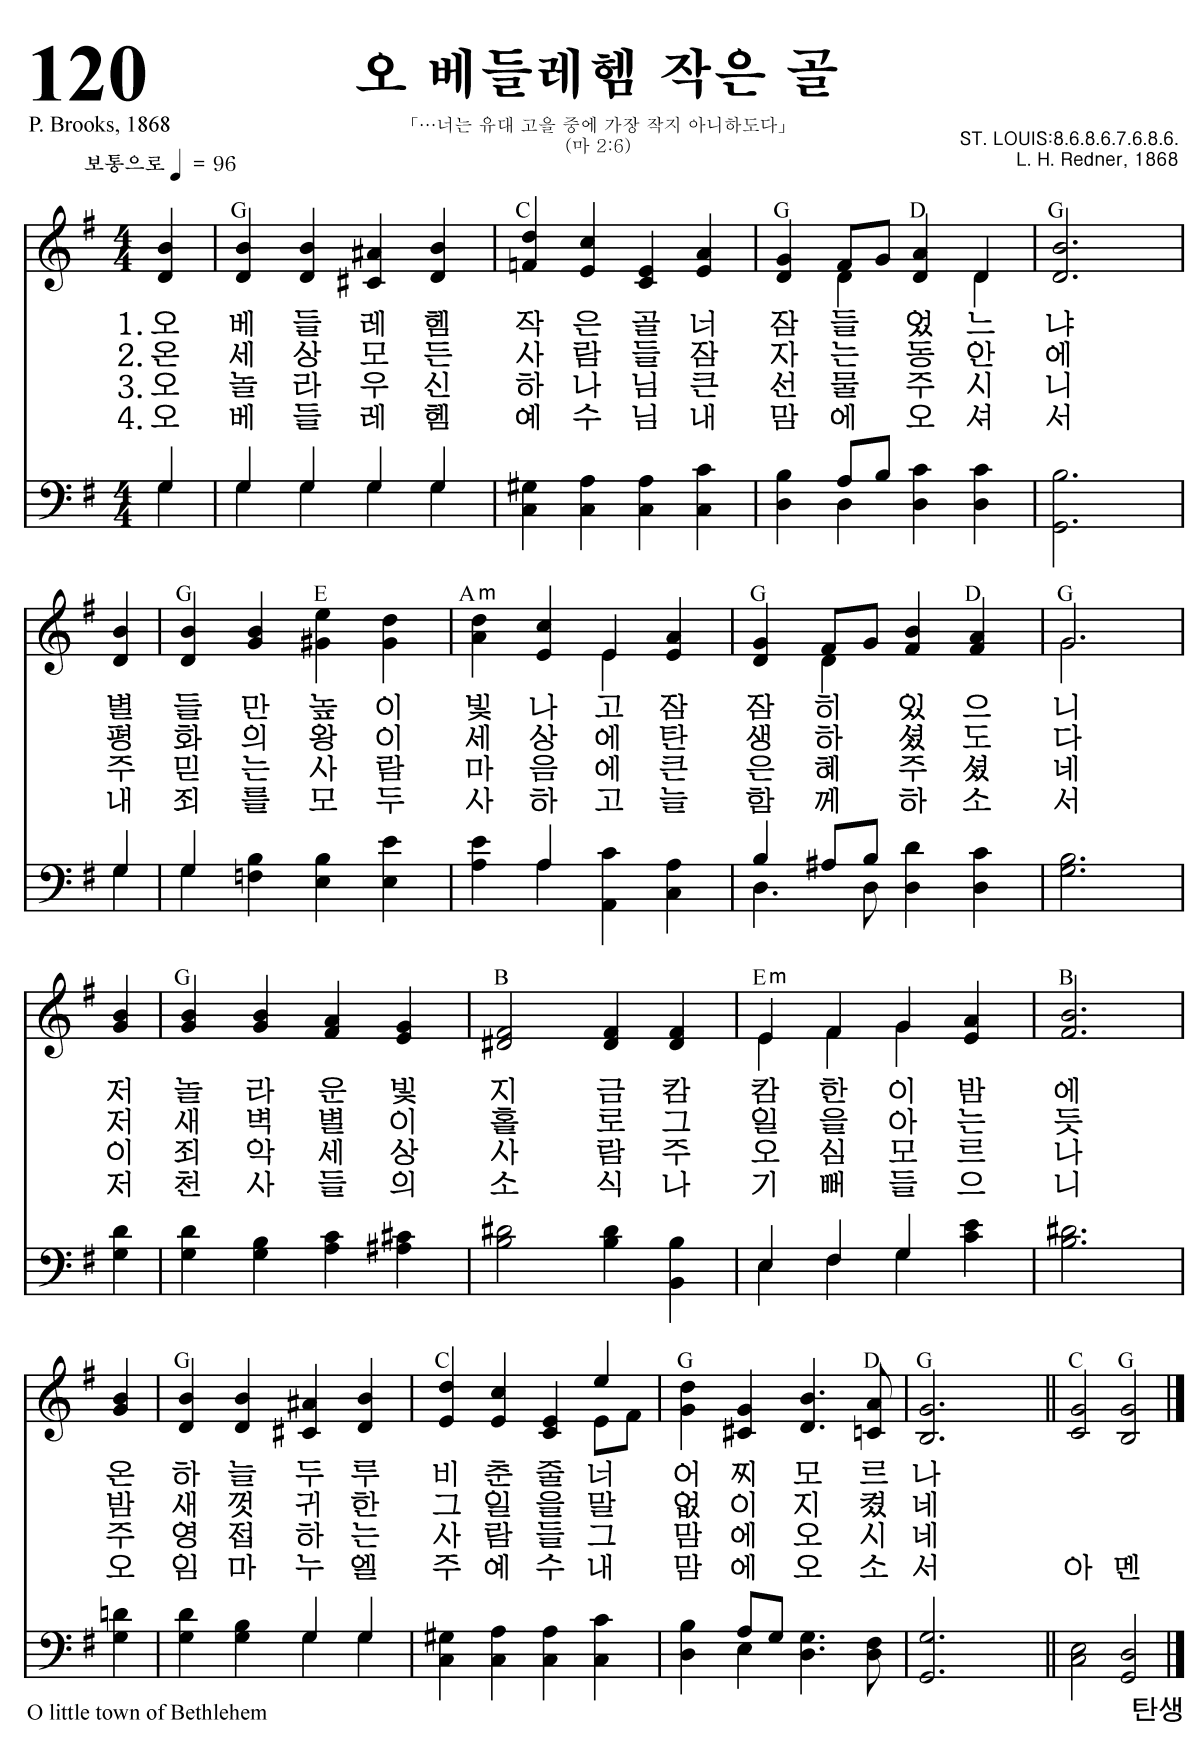 120
오 베들레헴 작은 골
P. Brooks, 1868
「…너는 유대 고을 중에 가장 작지 아니하도다」
(마 2:6)
ST. LOUIS:8.6.8.6.7.6.8.6.
L. H. Redner, 1868
보통으로 ♩ = 96
G C G D G
1. 오 베 들 레 헴 작 은 골 너 잠 들 었 느 냐
2. 온 세 상 모 든 사 람 들 잠 자 는 동 안 에
3. 오 놀 라 우 신 하 나 님 큰 선 물 주 시 니
4. 오 베 들 레 헴 예 수 님 내 맘 에 오 셔 서
G E Am G D G
별 들 만 높 이 빛 나 고 잠 잠 히 있 으 니
평 화 의 왕 이 세 상 에 탄 생 하 셨 도 다
주 믿 는 사 람 마 음 에 큰 은 혜 주 셨 네
내 죄 를 모 두 사 하 고 늘 함 께 하 소 서
G B Em B
저 놀 라 운 빛 지 금 캄 캄 한 이 밤 에
저 새 벽 별 이 홀 로 그 일 을 아 는 듯
이 죄 악 세 상 사 람 주 오 심 모 르 나
저 천 사 들 의 소 식 나 기 뻐 들 으 니
G C G D G C G
온 하 늘 두 루 비 춘 줄 너 어 찌 모 르 나
밤 새 껏 귀 한 그 일 을 말 없 이 지 켰 네
주 영 접 하 는 사 람 들 그 맘 에 오 시 네
오 임 마 누 엘 주 예 수 내 맘 에 오 소 서 아 멘
O little town of Bethlehem
탄생